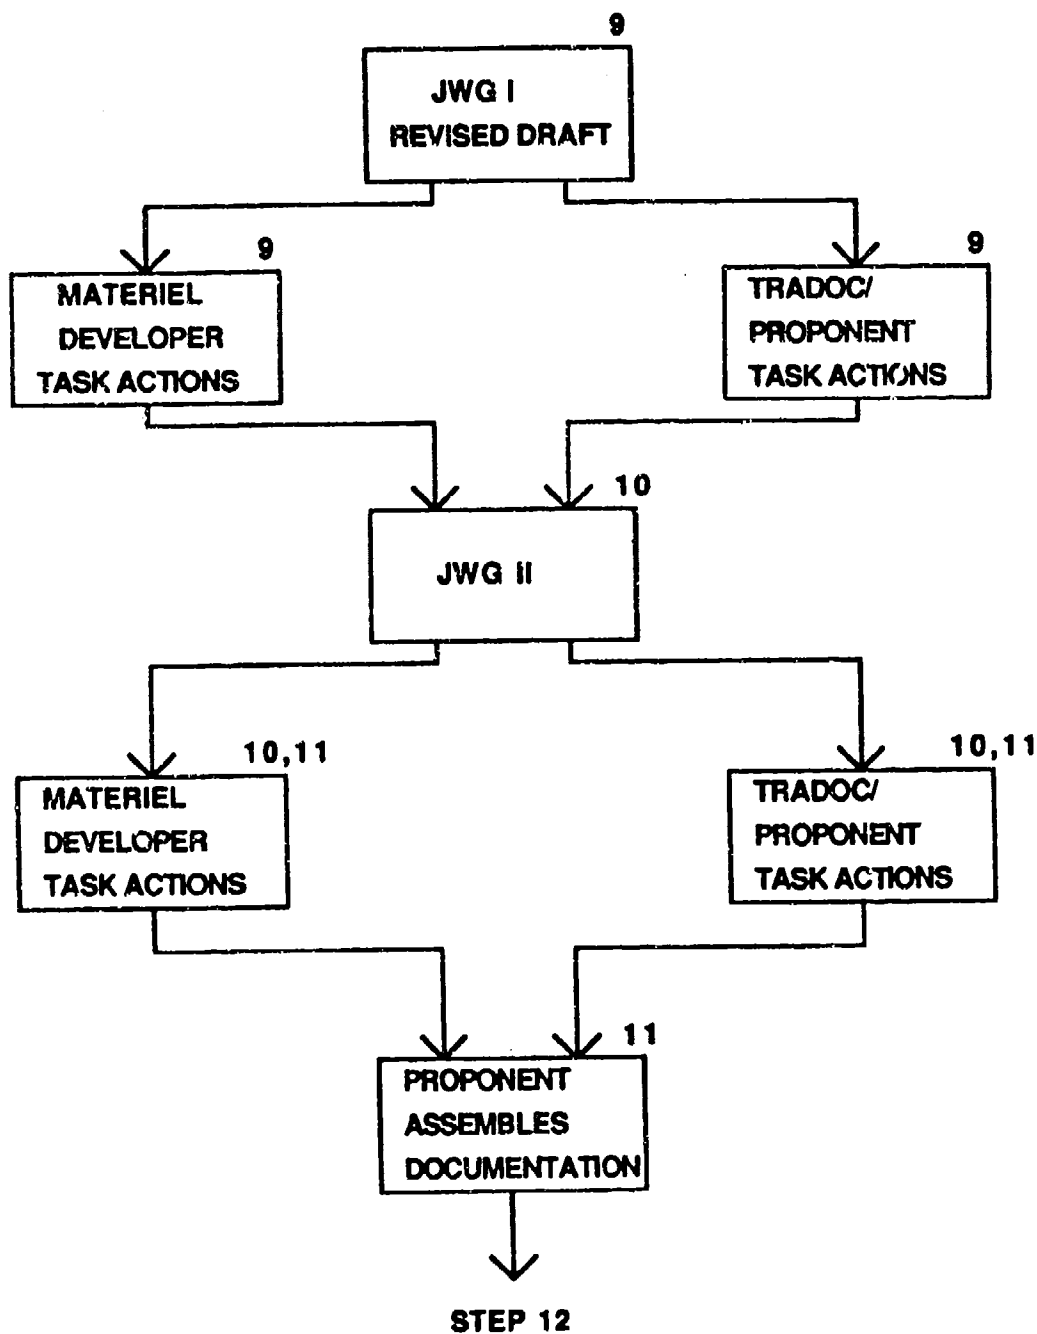 9
JWG I
REVISED DRAFT
9
MATERIEL
DEVELOPER
TASK ACTIONS
9
TRADOC/
PROPONENT
TASK ACTIONS
10
JWG II
10,11
MATERIEL
DEVELOPER
TASK ACTIONS
10,11
TRADOC/
PROPONENT
TASK ACTIONS
11
PROPONENT
ASSEMBLES
DOCUMENTATION
STEP 12